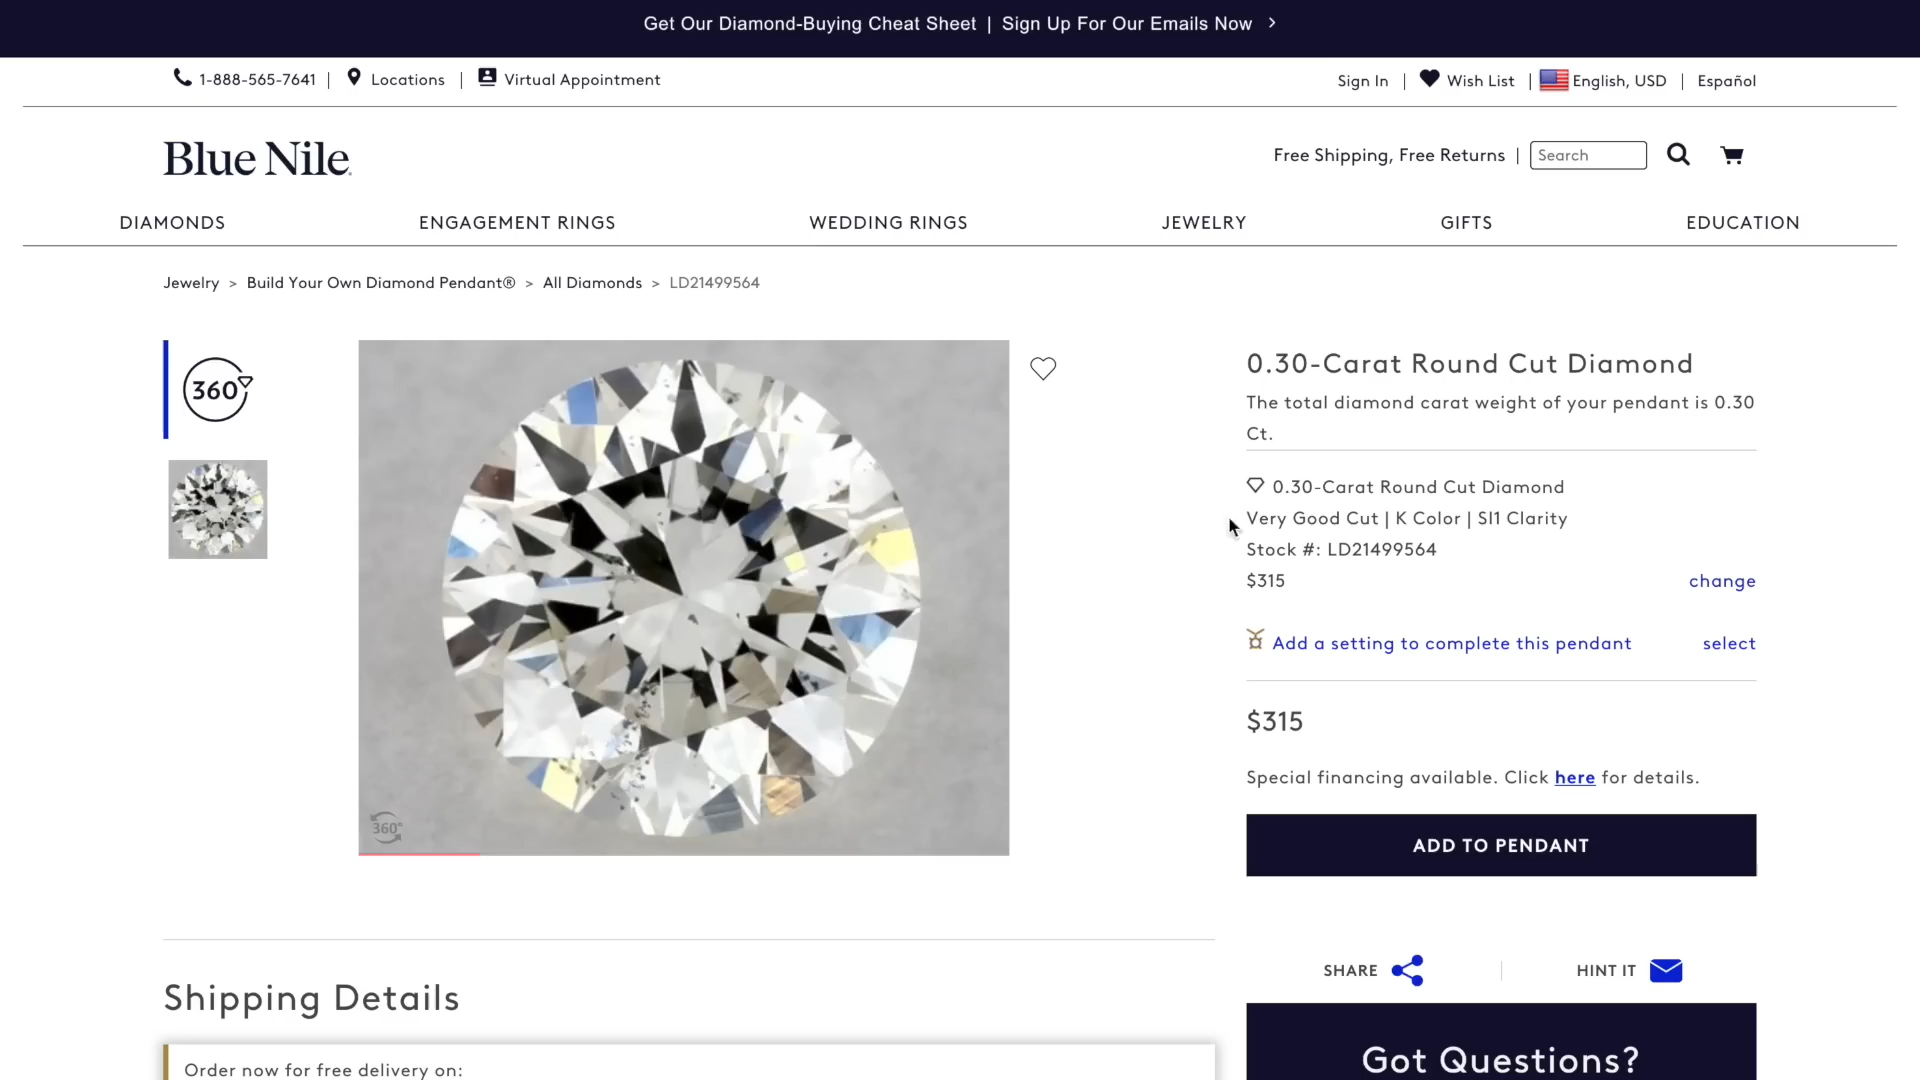 Get Our Diamond-Buying Cheat Sheet | Sign Up For Our Emails Now >
1-888-565-7641 | Locations | Virtual Appointment
Sign In | Wish List | English, USD | Español
Blue Nile.
Free Shipping, Free Returns | Search
DIAMONDS ENGAGEMENT RINGS WEDDING RINGS JEWELRY GIFTS EDUCATION
Jewelry > Build Your Own Diamond Pendant® > All Diamonds > LD21499564
360
360°
0.30-Carat Round Cut Diamond
The total diamond carat weight of your pendant is 0.30
Ct.
0.30-Carat Round Cut Diamond
Very Good Cut | K Color | SI1 Clarity
Stock #: LD21499564
$315 change
Add a setting to complete this pendant select
$315
Special financing available. Click here for details.
ADD TO PENDANT
SHARE HINT IT
Got Questions?
Shipping Details
Order now for free delivery on: